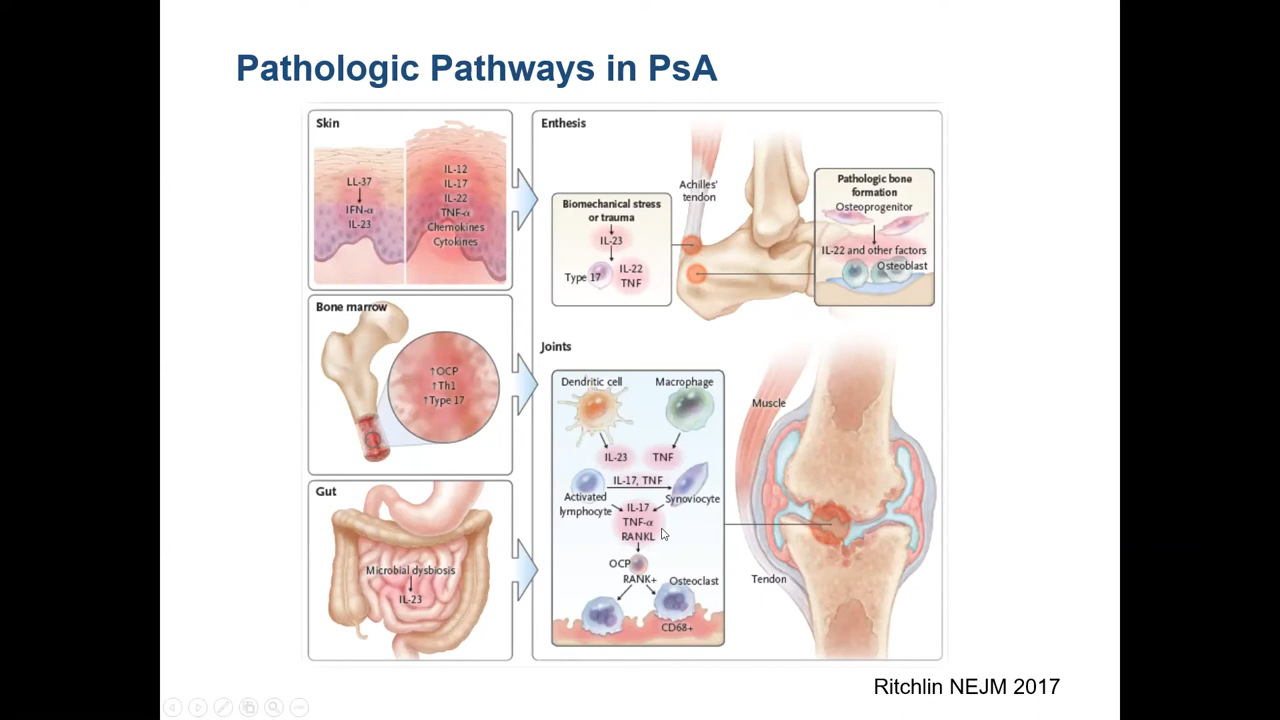 Pathologic Pathways in PsA
Skin
LL-37
IFN-α
IL-23
IL-12
IL-17
IL-22
TNF-α
Chemokines
Cytokines
Bone marrow
↑OCP
↑Th1
↑Type 17
Gut
Microbial dysbiosis
IL-23
Enthesis
Biomechanical stress
or trauma
IL-23
Type 17
IL-22
TNF
Achilles'
tendon
Pathologic bone
formation
Osteoprogenitor
IL-22 and other factors
Osteoblast
Joints
Dendritic cell
Macrophage
IL-23
TNF
IL-17, TNF
Activated
lymphocyte
Synoviocyte
IL-17
TNF-α
RANKL
OCP
RANK+
Osteoclast
CD68+
Muscle
Tendon
Ritchlin NEJM 2017